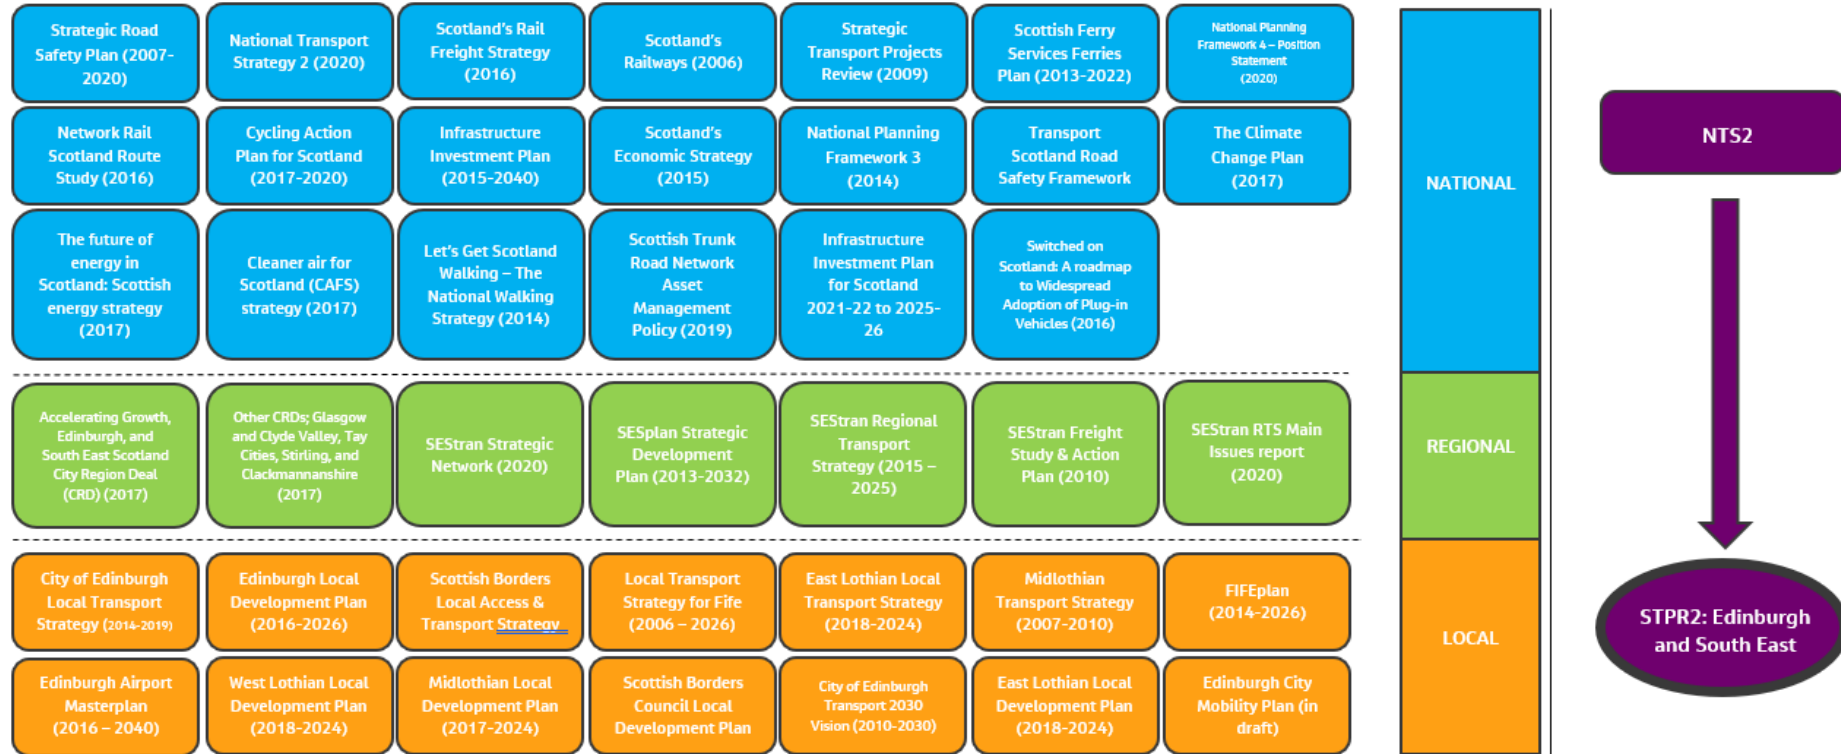 Strategic Road
Safety Plan (2007-
2020)
National Transport
Strategy 2 (2020)
Scotland's Rail
Freight Strategy
(2016)
Scotland's
Railways (2006)
Strategic
Transport Projects
Review (2009)
Scottish Ferry
Services Ferries
Plan (2013-2022)
National Planning
Framework 4 – Position
Statement
(2020)
Network Rail
Scotland Route
Study (2016)
Cycling Action
Plan for Scotland
(2017-2020)
Infrastructure
Investment Plan
(2015-2040)
Scotland's
Economic Strategy
(2015)
National Planning
Framework 3
(2014)
Transport
Scotland Road
Safety Framework
The Climate
Change Plan
(2017)
The future of
energy in
Scotland: Scottish
energy strategy
(2017)
Cleaner air for
Scotland (CAFS)
strategy (2017)
Let's Get Scotland
Walking – The
National Walking
Strategy (2014)
Scottish Trunk
Road Network
Asset
Management
Policy (2019)
Infrastructure
Investment Plan
for Scotland
2021-22 to 2025-
26
Switched on
Scotland: A roadmap
to Widespread
Adoption of Plug-in
Vehicles (2016)
NATIONAL
Accelerating Growth,
Edinburgh, and
South East Scotland
City Region Deal
(CRD) (2017)
Other CRDs; Glasgow
and Clyde Valley, Tay
Cities, Stirling, and
Clackmannanshire
(2017)
SEStran Strategic
Network (2020)
SESplan Strategic
Development
Plan (2013-2032)
SEStran Regional
Transport
Strategy (2015 –
2025)
SEStran Freight
Study & Action
Plan (2010)
SEStran RTS Main
Issues report
(2020)
REGIONAL
City of Edinburgh
Local Transport
Strategy (2014-2019)
Edinburgh Local
Development Plan
(2016-2026)
Scottish Borders
Local Access &
Transport Strategy
Local Transport
Strategy for Fife
(2006 – 2026)
East Lothian Local
Transport Strategy
(2018-2024)
Midlothian
Transport Strategy
(2007-2010)
FIFEplan
(2014-2026)
Edinburgh Airport
Masterplan
(2016 – 2040)
West Lothian Local
Development Plan
(2018-2024)
Midlothian Local
Development Plan
(2017-2024)
Scottish Borders
Council Local
Development Plan
City of Edinburgh
Transport 2030
Vision (2010-2030)
East Lothian Local
Development Plan
(2018-2024)
Edinburgh City
Mobility Plan (in
draft)
LOCAL
NTS2
STPR2: Edinburgh
and South East